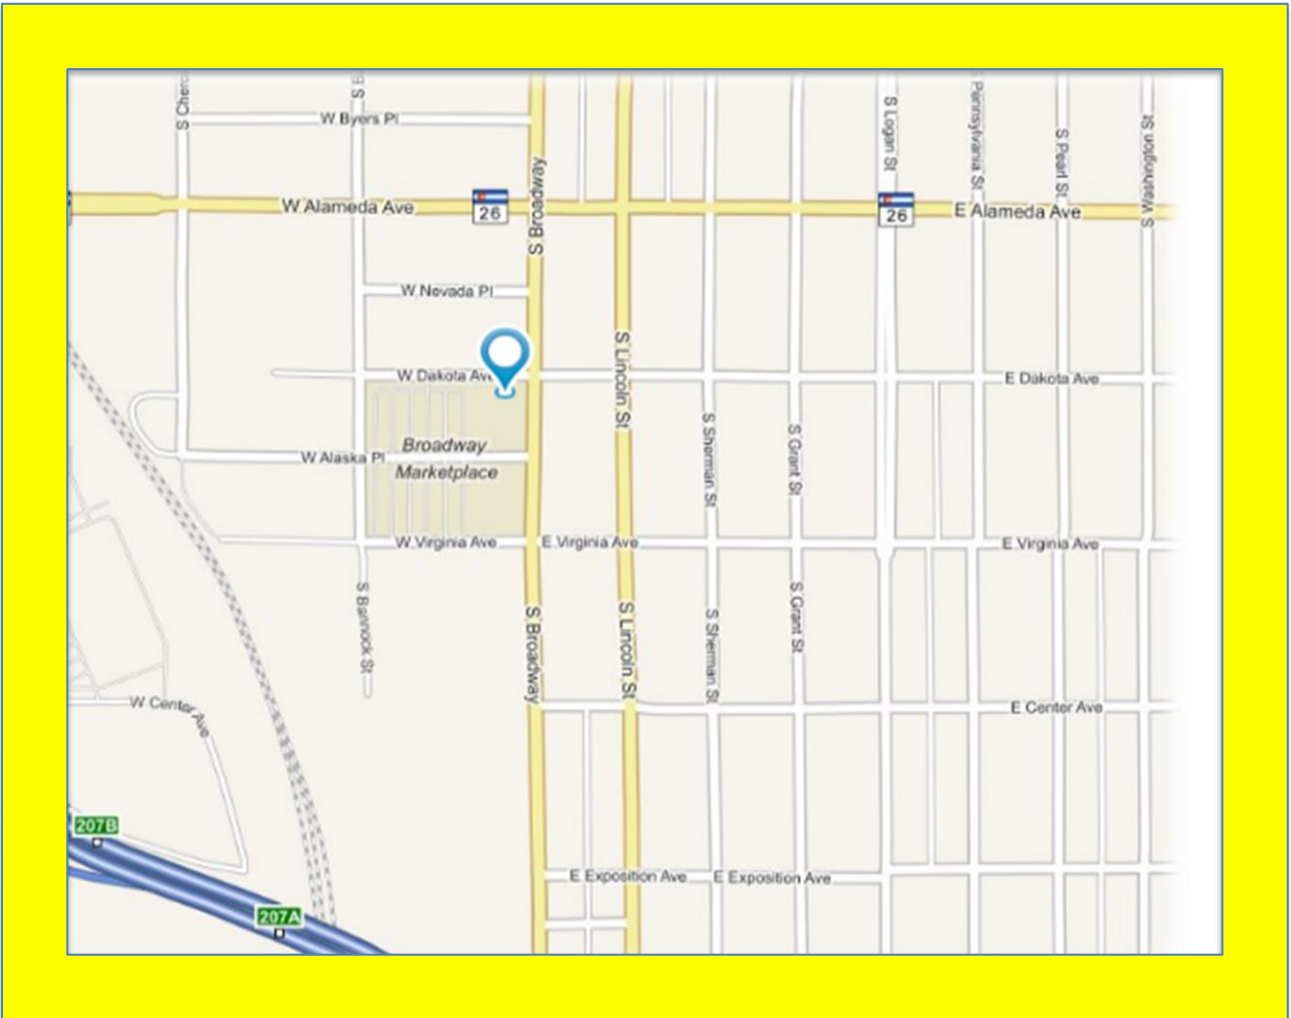 S Cher
S B
W Byers Pl
S Broadway
S Logan St
Pennsylvania St
S Pearl St
S Washington St
W Alameda Ave
26
26
E Alameda Ave
W Nevada Pl
S Lincoln St
W Dakota Ave
E Dakota Ave
S Sherman St
S Grant St
Broadway
Marketplace
W Alaska Pl
W Virginia Ave
E Virginia Ave
E Virginia Ave
S Bannock St
S Broadway
S Lincoln St
S Sherman St
S Grant St
W Center Ave
E Center Ave
207B
E Exposition Ave
E Exposition Ave
207A